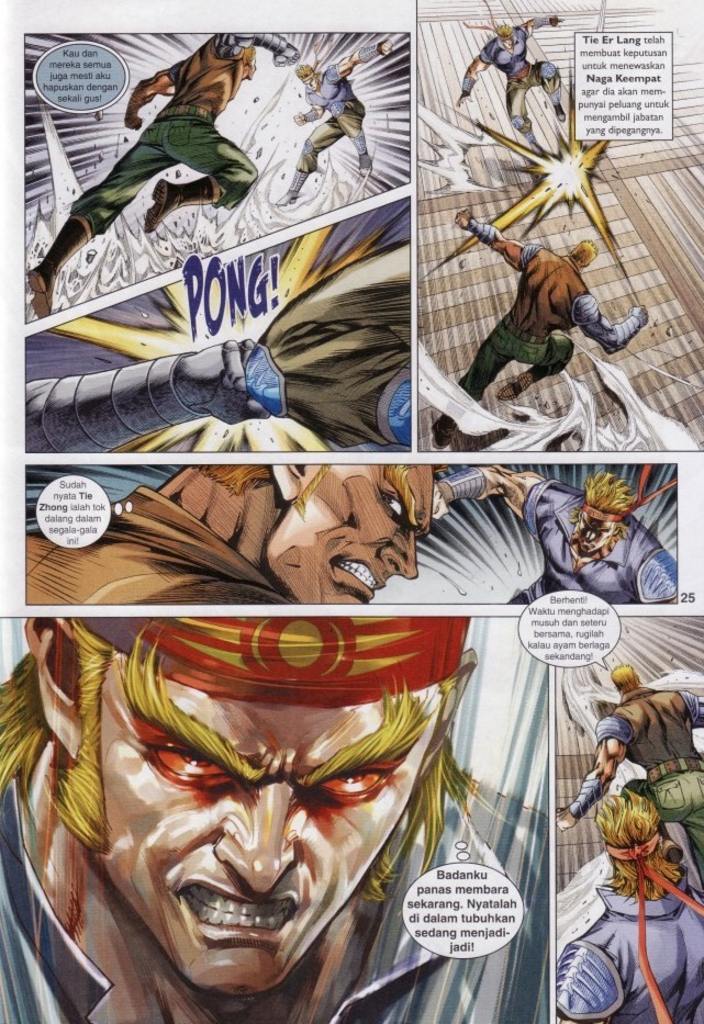 Kau dan
mereka semua
juga mesti aku
hapuskan dengan
sekali gus!
Tie Er Lang telah
membuat keputusan
untuk menewaskan
Naga Keempat
agar dia akan mem-
punyai peluang untuk
mengambil jabatan
yang dipegangnya.
PONG!
Sudah
nyata Tie
Zhong ialah tok
dalang dalam
segala-gala
ini!
25
Berhenti!
Waktu menghadapi
musuh dan seteru
bersama, rugilah
kalau ayam berlaga
sekandang!
Badanku
panas membara
sekarang. Nyatalah
di dalam tubuhkan
sedang menjadi-
jadi!